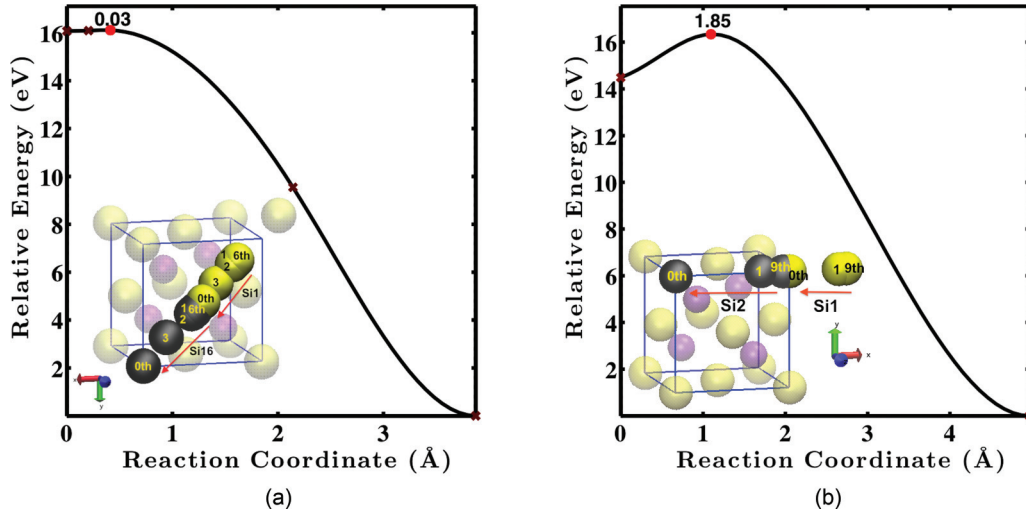 0.03
16
14
12
10
8
6
4
2
Relative Energy (eV)
1 6th
2
3
0th
1 6th
2
3
0th
Si1
Si16
x
y
0 1 2 3
Reaction Coordinate (Å)
(a)
1.85
16
14
12
10
8
6
4
2
Relative Energy (eV)
0th
1 9th
0th
1 9th
Si2
Si1
y
x
0 1 2 3 4
Reaction Coordinate (Å)
(b)